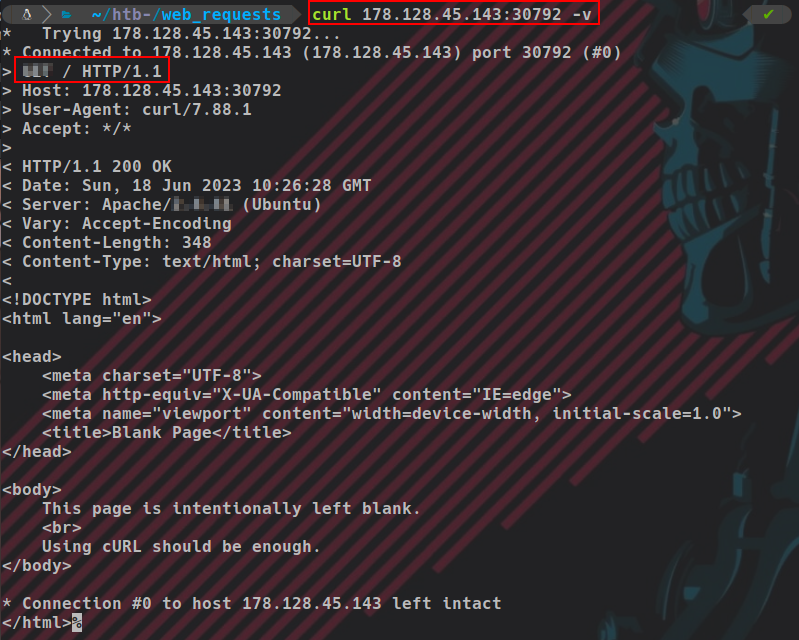 ~/htb-/web_requests curl 178.128.45.143:30792 -v ✔
*   Trying 178.128.45.143:30792...
* Connected to 178.128.45.143 (178.128.45.143) port 30792 (#0)
> / HTTP/1.1
> Host: 178.128.45.143:30792
> User-Agent: curl/7.88.1
> Accept: */*
>
< HTTP/1.1 200 OK
< Date: Sun, 18 Jun 2023 10:26:28 GMT
< Server: Apache/ (Ubuntu)
< Vary: Accept-Encoding
< Content-Length: 348
< Content-Type: text/html; charset=UTF-8
<
<!DOCTYPE html>
<html lang="en">

<head>
    <meta charset="UTF-8">
    <meta http-equiv="X-UA-Compatible" content="IE=edge">
    <meta name="viewport" content="width=device-width, initial-scale=1.0">
    <title>Blank Page</title>
</head>

<body>
    This page is intentionally left blank.
    <br>
    Using cURL should be enough.
</body>

* Connection #0 to host 178.128.45.143 left intact
</html>%